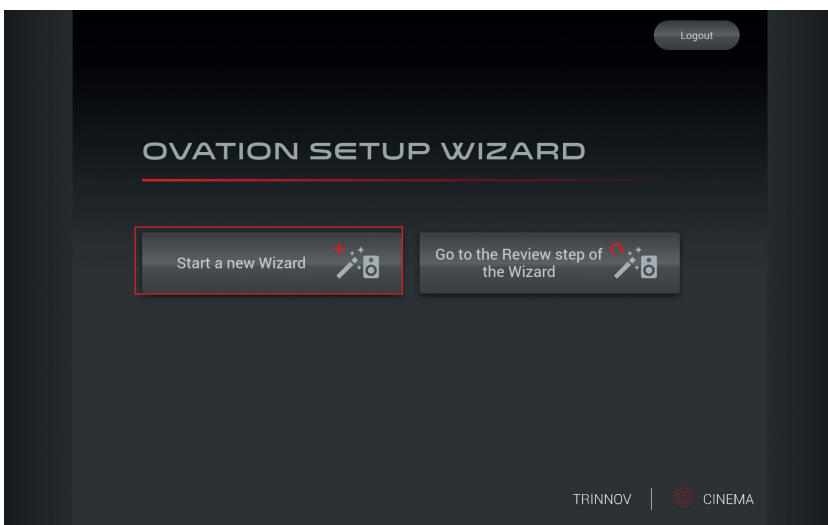 Logout
OVATION SETUP WIZARD
Start a new Wizard
Go to the Review step of
the Wizard
TRINNOV
CINEMA